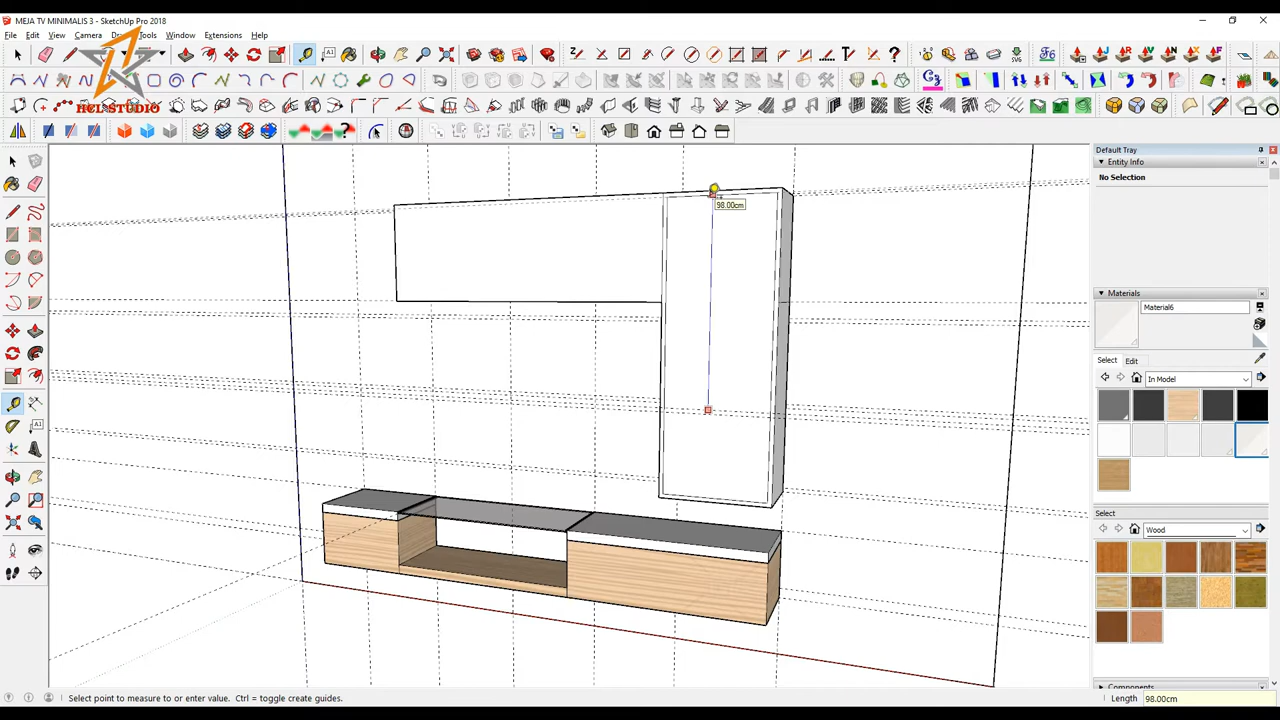 MEJA TV MINIMALIS 3 - SketchUp Pro 2018
File Edit View Camera Draw Tools Window Extensions Help
HCL STUDIO
Default Tray
Entity Info
No Selection
98.00cm
Materials
Material6
Select Edit
In Model
Select
Wood
Components
Select point to measure to or enter value. Ctrl = toggle create guides.
Length 98.00cm